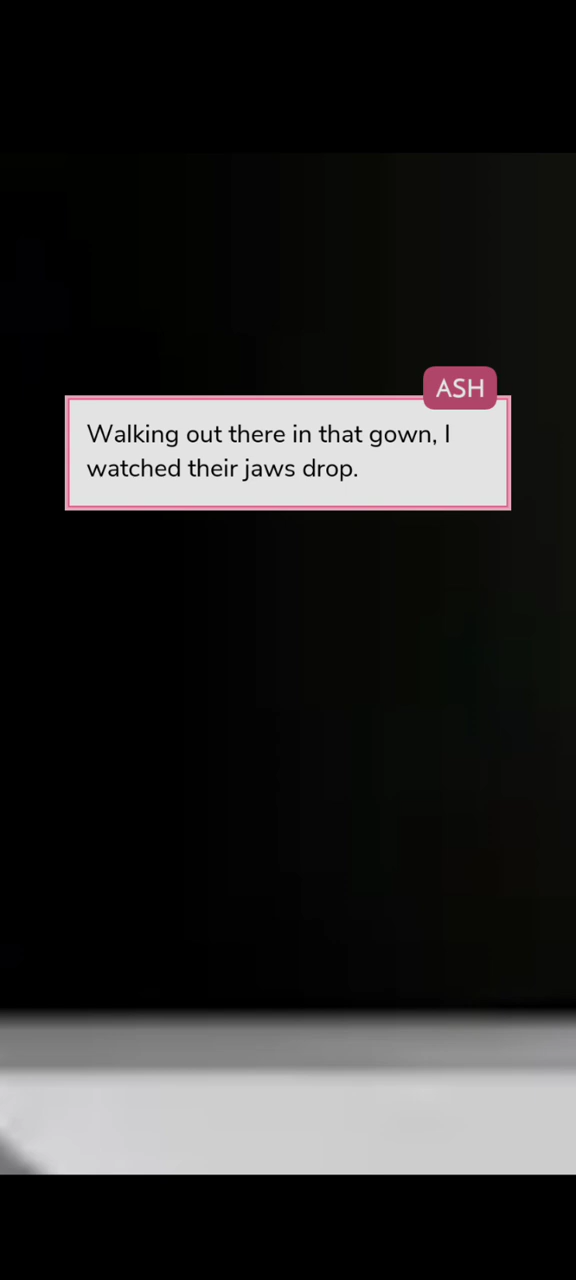 ASH
Walking out there in that gown, I
watched their jaws drop.